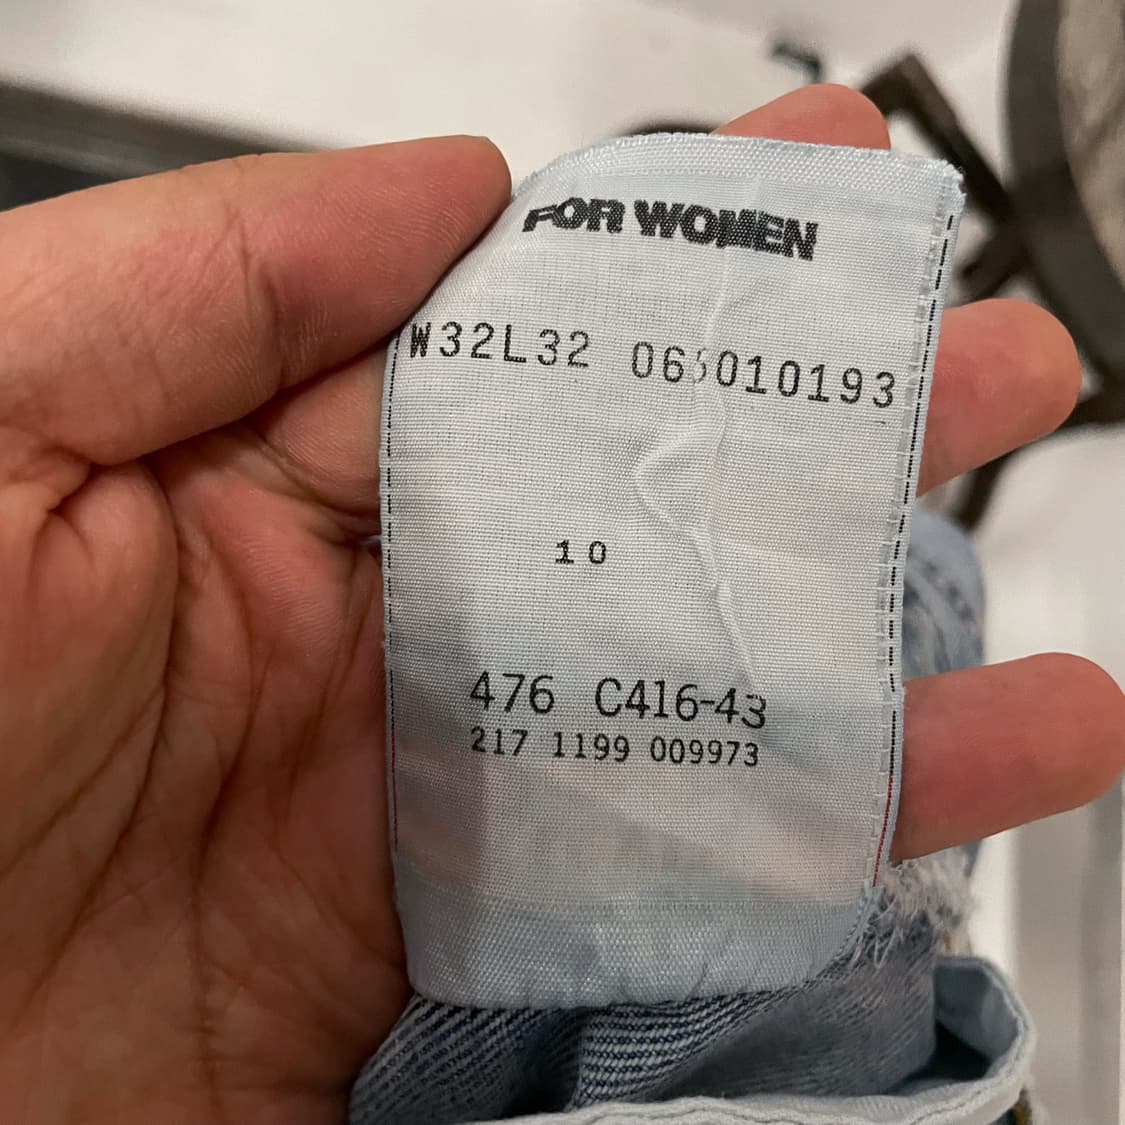 FOR WOMEN
W32L32
10
476 C416-43
217 1199 009973